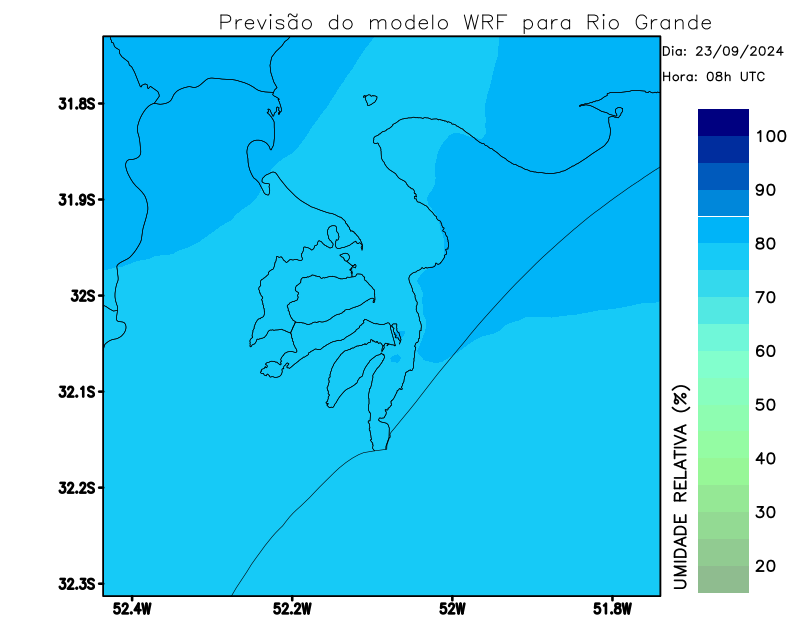 Previsão do modelo WRF para Rio Grande
Dia: 23/09/2024
Hora: 08h UTC
31.8S
31.9S
32S
32.1S
32.2S
32.3S
52.4W
52.2W
52W
51.8W
100
90
80
70
60
50
40
30
20
UMIDADE RELATIVA (%)